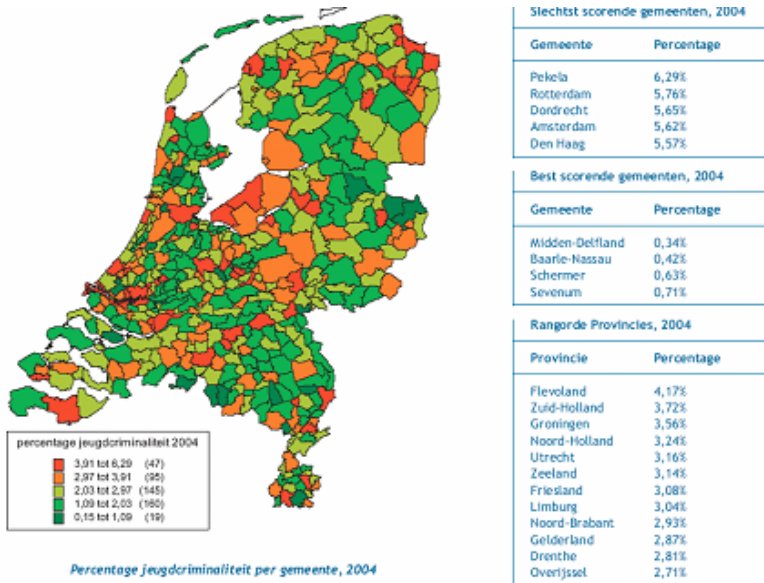 Slechtst scorende gemeenten, 2004
Gemeente Percentage
Pekela 6,29%
Rotterdam 5,76%
Dordrecht 5,65%
Amsterdam 5,62%
Den Haag 5,57%
Best scorende gemeenten, 2004
Gemeente Percentage
Midden-Delfland 0,34%
Baarle-Nassau 0,42%
Schermer 0,63%
Sevenum 0,71%
Rangorde Provincies, 2004
Provincie Percentage
Flevoland 4,17%
Zuid-Holland 3,72%
Groningen 3,56%
Noord-Holland 3,24%
Utrecht 3,16%
Zeeland 3,14%
Friesland 3,08%
Limburg 3,04%
Noord-Brabant 2,93%
Gelderland 2,87%
Drenthe 2,81%
Overijssel 2,71%
percentage jeugdcriminaliteit 2004
3,91 tot 6,29 (47)
2,97 tot 3,91 (95)
2,03 tot 2,97 (145)
1,09 tot 2,03 (160)
0,15 tot 1,09 (19)
Percentage jeugdcriminaliteit per gemeente, 2004